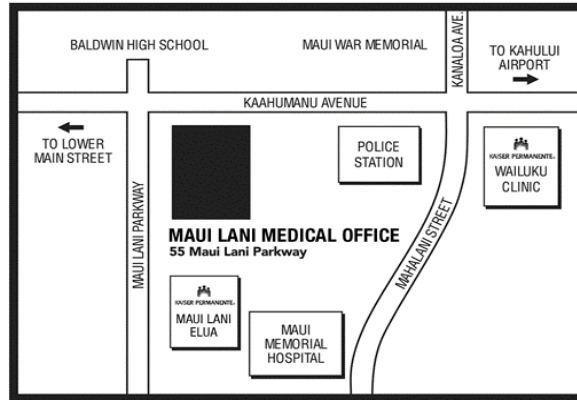 BALDWIN HIGH SCHOOL
MAUI WAR MEMORIAL
KANALOA AVE.
TO KAHULUI
AIRPORT
KAAHUMANU AVENUE
TO LOWER
MAIN STREET
MAUI LANI PARKWAY
POLICE
STATION
KAISER PERMANENTE®
WAILUKU
CLINIC
MAUI LANI MEDICAL OFFICE
55 Maui Lani Parkway
MAHALANI STREET
KAISER PERMANENTE®
MAUI LANI
ELUA
MAUI
MEMORIAL
HOSPITAL